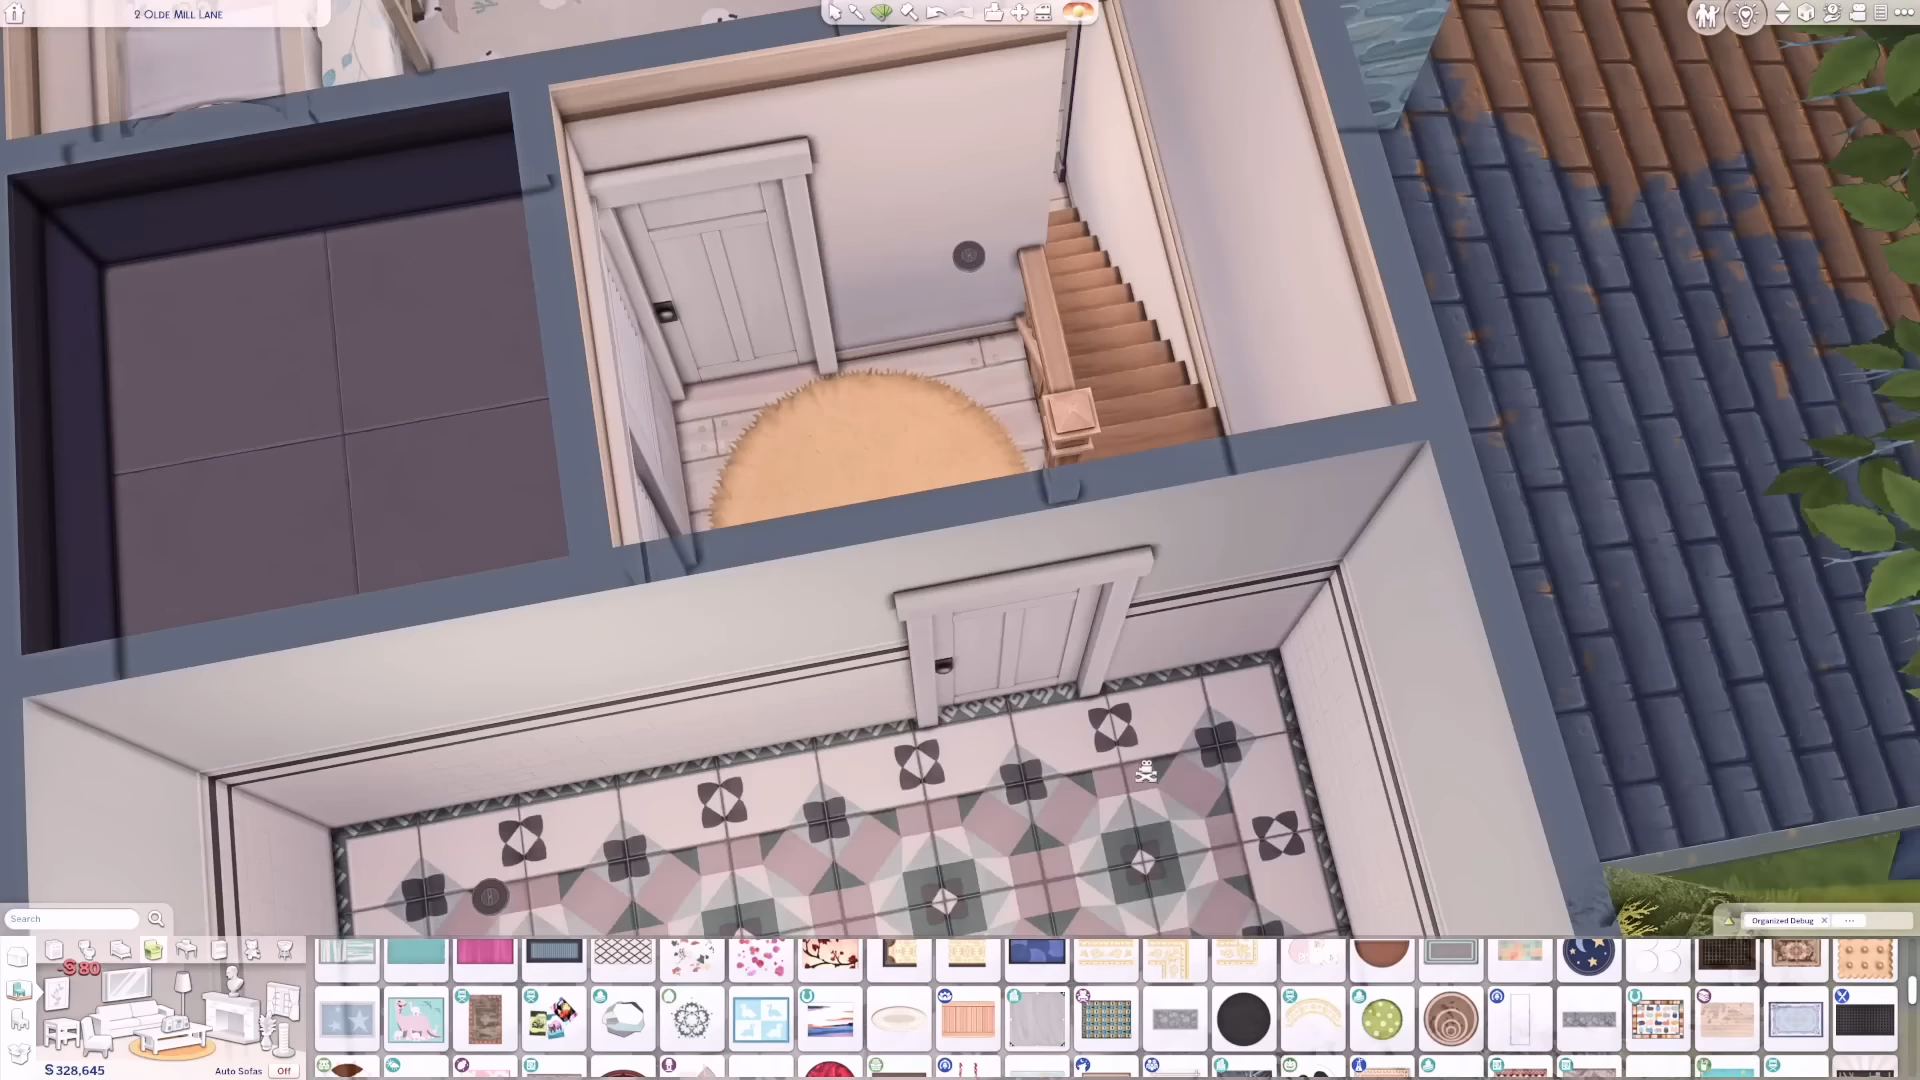 2 Olde Mill Lane
Search
Organized Debug
-§80
§328,645
Auto Sofas
Off